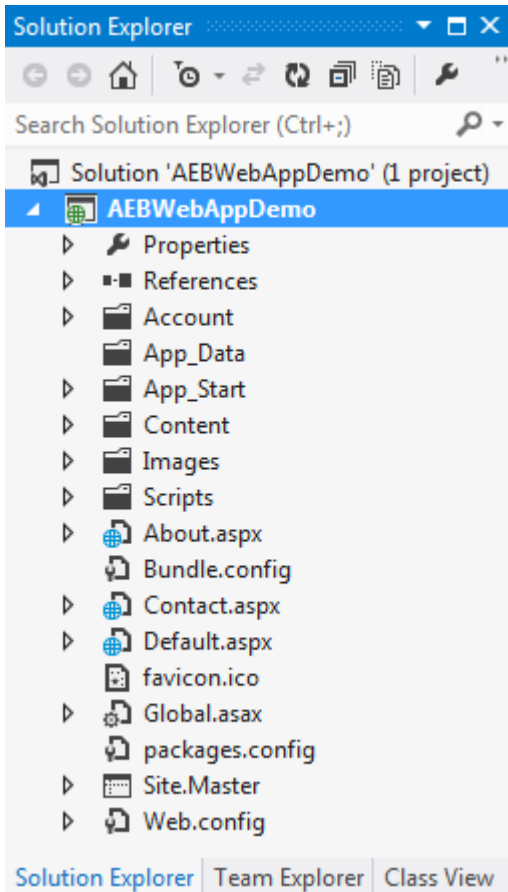 Solution Explorer
Search Solution Explorer (Ctrl+;)
Solution 'AEBWebAppDemo' (1 project)
AEBWebAppDemo
Properties
References
Account
App_Data
App_Start
Content
Images
Scripts
About.aspx
Bundle.config
Contact.aspx
Default.aspx
favicon.ico
Global.asax
packages.config
Site.Master
Web.config
Solution Explorer Team Explorer Class View